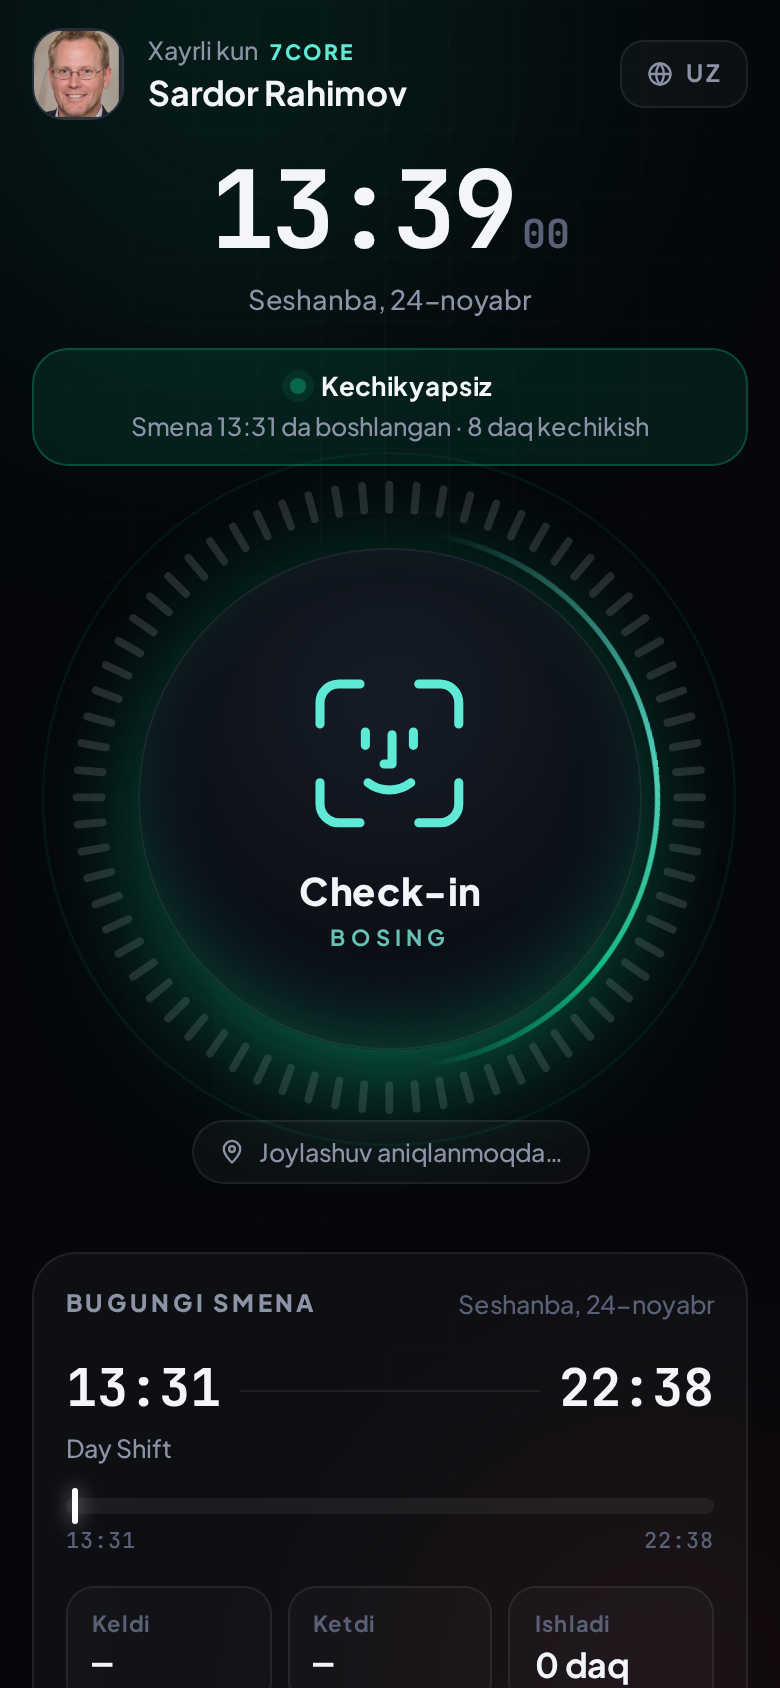 Xayrli kun 7CORE
Sardor Rahimov
UZ
13:39 00
Seshanba, 24-noyabr
Kechikyapsiz
Smena 13:31 da boshlangan · 8 daq kechikish
Check-in
BOSING
Joylashuv aniqlanmoqda...
BUGUNGI SMENA
Seshanba, 24-noyabr
13:31
22:38
Day Shift
13:31
22:38
Keldi
–
Ketdi
–
Ishladi
0 daq